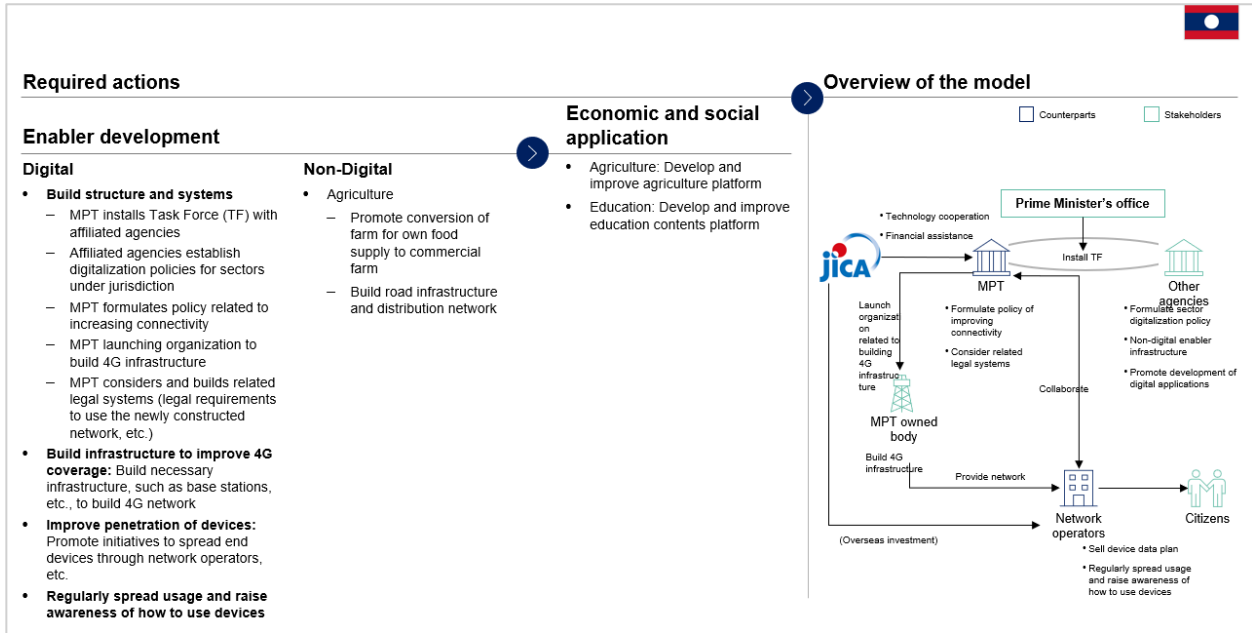 Required actions
Enabler development
Digital
• Build structure and systems
– MPT installs Task Force (TF) with
affiliated agencies
– Affiliated agencies establish
digitalization policies for sectors
under jurisdiction
– MPT formulates policy related to
increasing connectivity
– MPT launching organization to
build 4G infrastructure
– MPT considers and builds related
legal systems (legal requirements
to use the newly constructed
network, etc.)
• Build infrastructure to improve 4G
coverage: Build necessary
infrastructure, such as base stations,
etc., to build 4G network
• Improve penetration of devices:
Promote initiatives to spread end
devices through network operators,
etc.
• Regularly spread usage and raise
awareness of how to use devices
Non-Digital
• Agriculture
– Promote conversion of
farm for own food
supply to commercial
farm
– Build road infrastructure
and distribution network
Economic and social
application
• Agriculture: Develop and
improve agriculture platform
• Education: Develop and improve
education contents platform
Overview of the model
Counterparts
Stakeholders
Prime Minister's office
• Technology cooperation
• Financial assistance
Install TF
jICA
MPT
Other
agencies
Launch
organizati
on
related to
building
4G
infrastruc
ture
• Formulate policy of
improving
connectivity
• Consider related
legal systems
• Formulate sector
digitalization policy
• Non-digital enabler
infrastructure
• Promote development of
digital applications
Collaborate
MPT owned
body
Build 4G
infrastructure
Provide network
Network
operators
Citizens
(Overseas investment)
• Sell device data plan
• Regularly spread usage
and raise awareness of
how to use devices